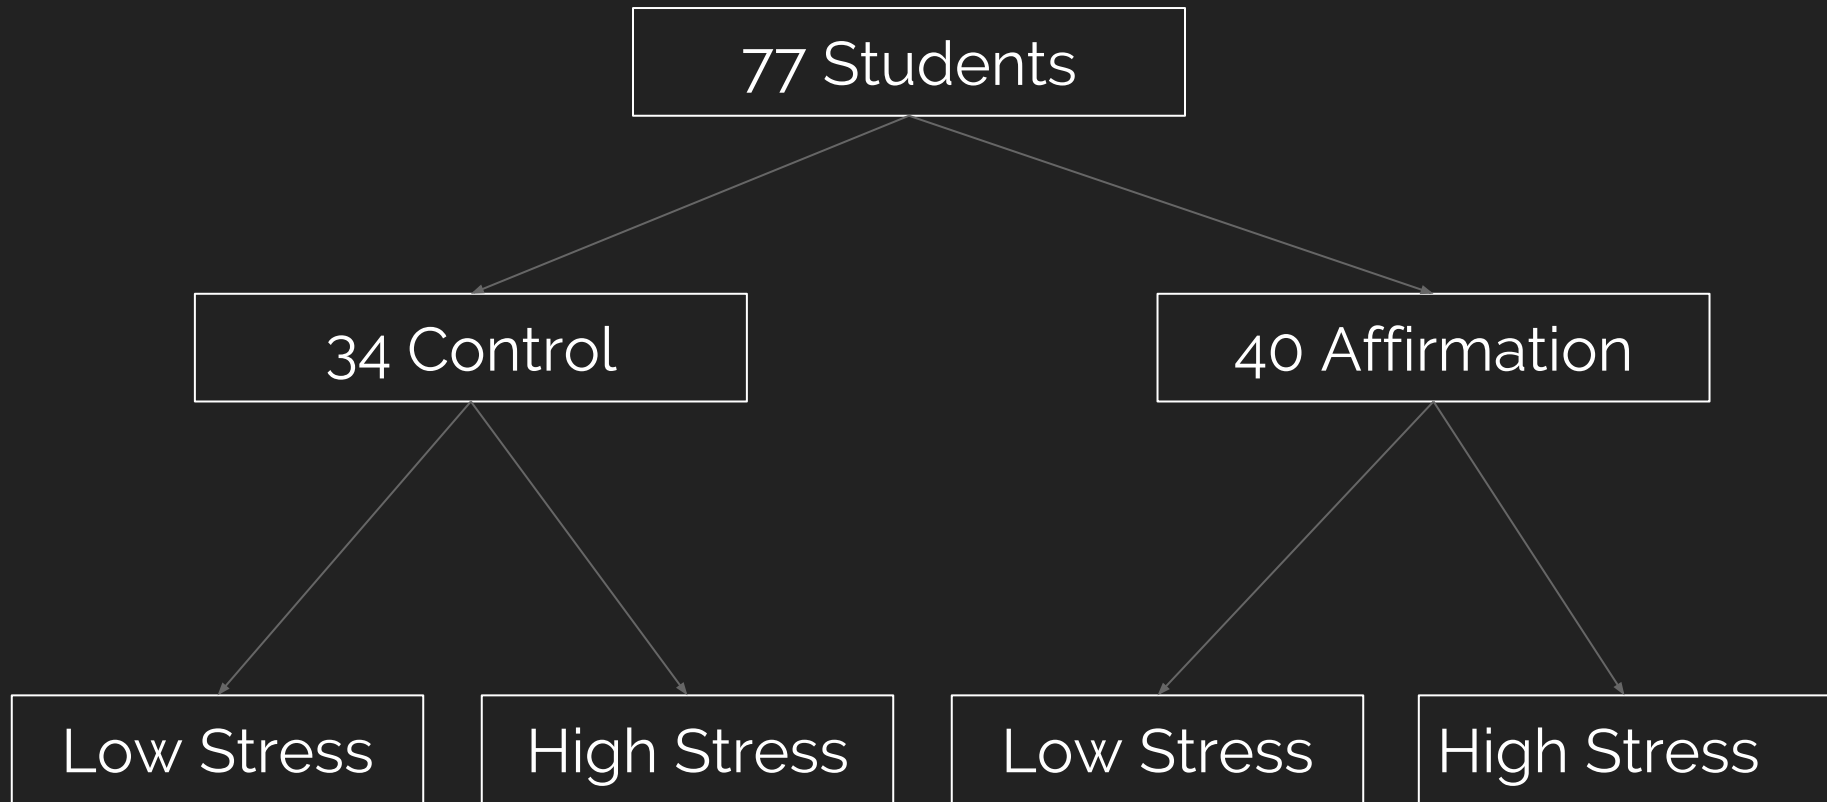 77 Students
34 Control
40 Affirmation
Low Stress
High Stress
Low Stress
High Stress